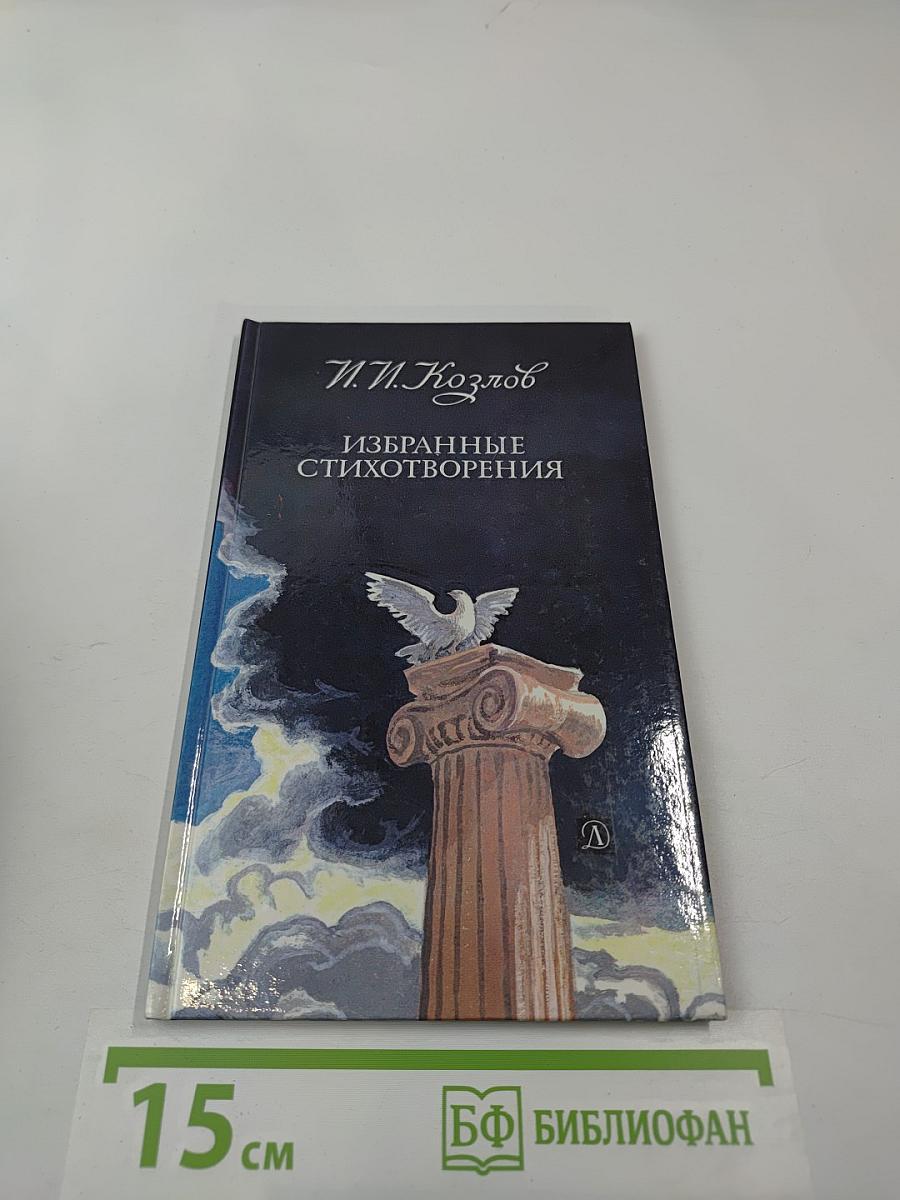 И.И.Козлов
ИЗБРАННЫЕ
СТИХОТВОРЕНИЯ
Д
15 см
БФ БИБЛИОФАН